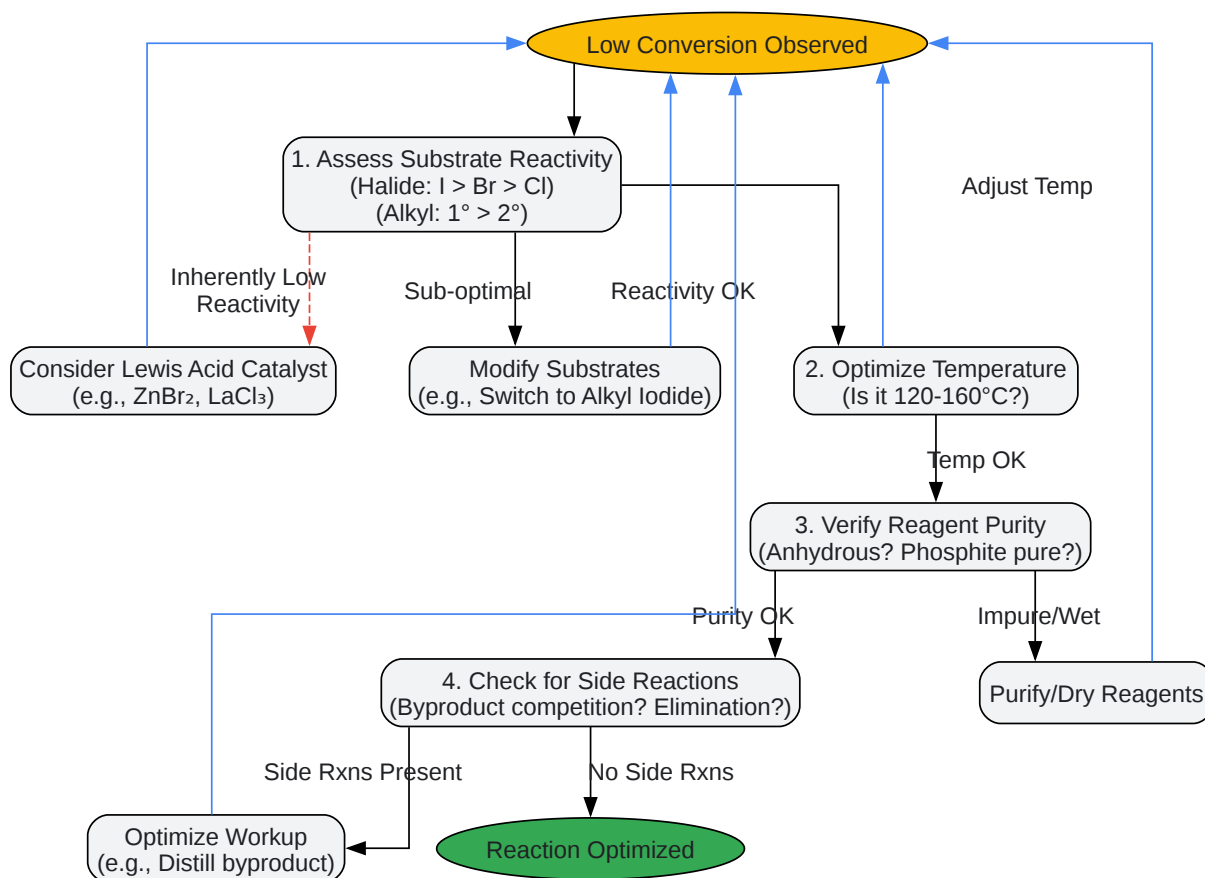 Low Conversion Observed
1. Assess Substrate Reactivity
(Halide: I > Br > Cl)
(Alkyl: 1° > 2°)
Adjust Temp
Inherently Low
Reactivity
Sub-optimal
Reactivity OK
Consider Lewis Acid Catalyst
(e.g., ZnBr₂, LaCl₃)
Modify Substrates
(e.g., Switch to Alkyl Iodide)
2. Optimize Temperature
(Is it 120-160°C?)
Temp OK
3. Verify Reagent Purity
(Anhydrous? Phosphite pure?)
Purity OK
Impure/Wet
4. Check for Side Reactions
(Byproduct competition? Elimination?)
Purify/Dry Reagents
Side Rxns Present
No Side Rxns
Optimize Workup
(e.g., Distill byproduct)
Reaction Optimized